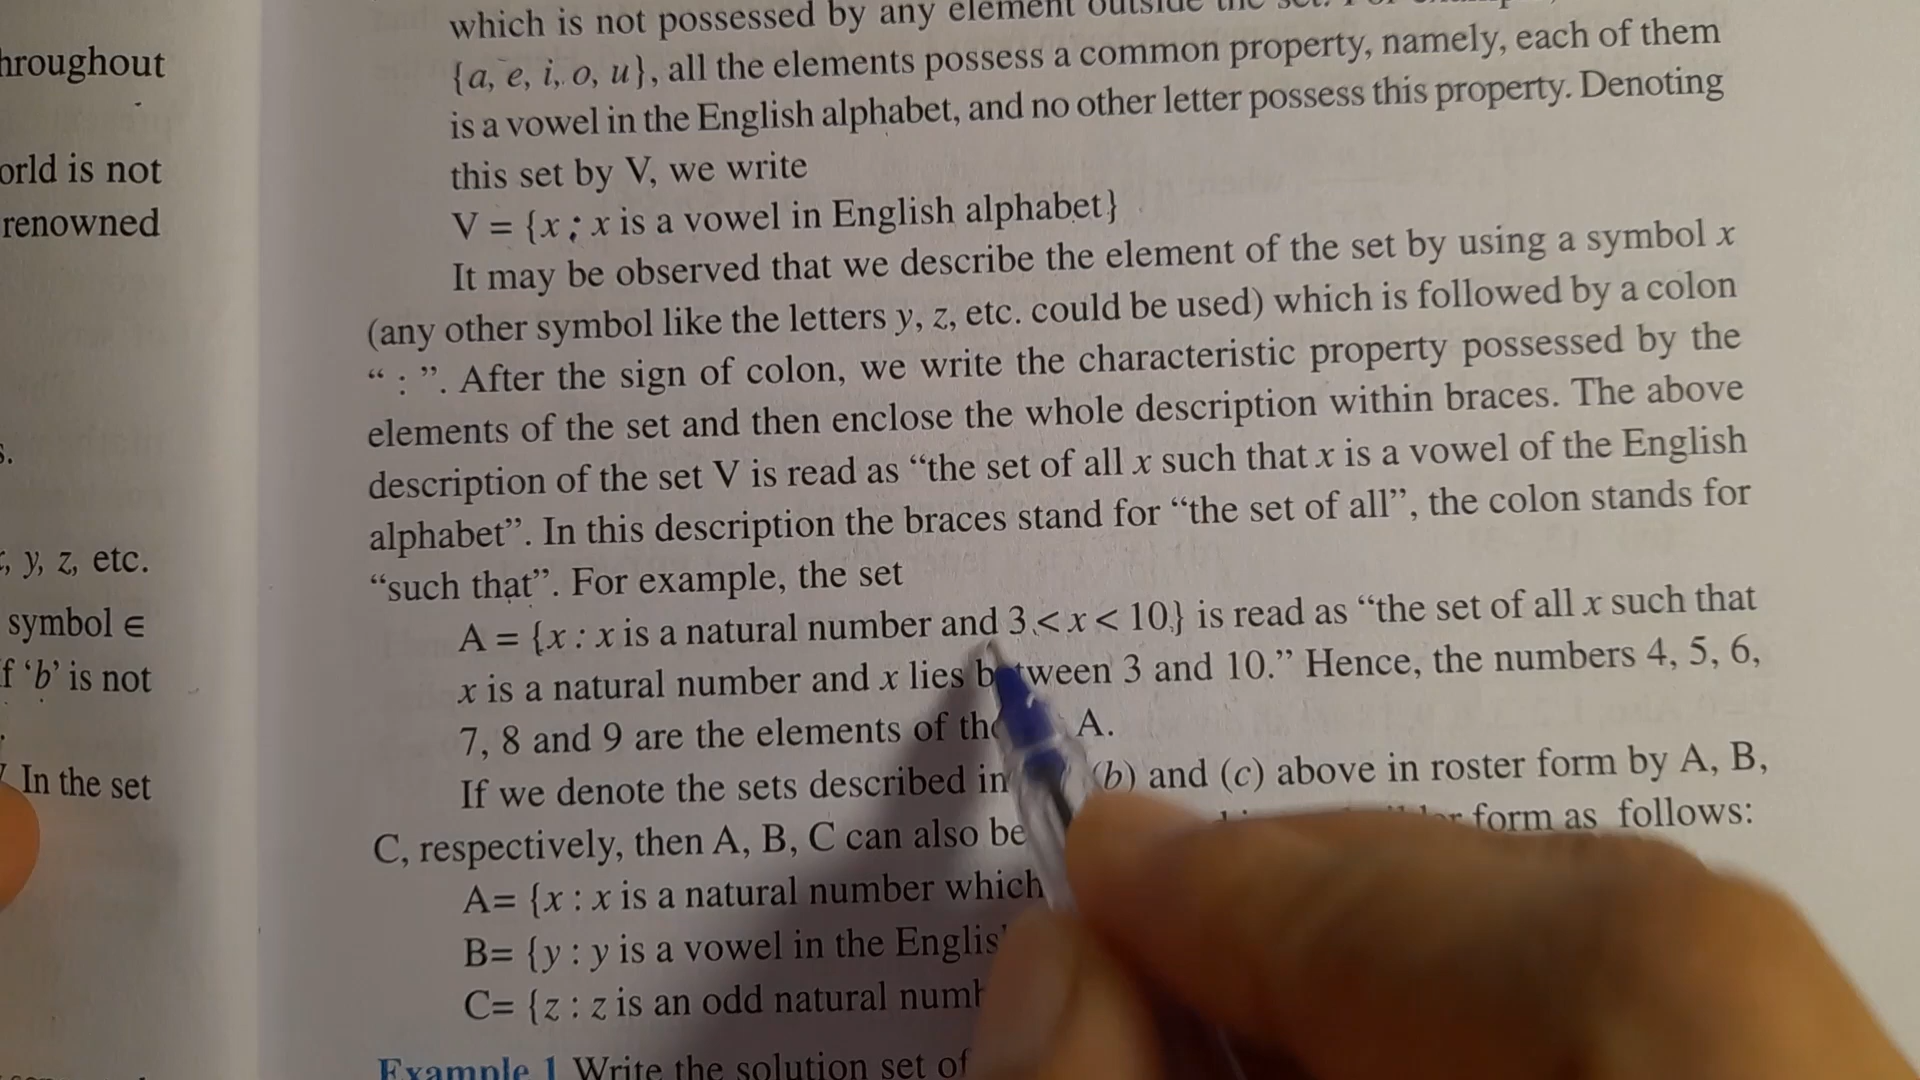 hroughout
orld is not
renowned
s.
, y, z, etc.
symbol ∈
f ‘b’ is not
In the set
which is not possessed by any element outside the set.
{a, e, i, o, u}, all the elements possess a common property, namely, each of them
is a vowel in the English alphabet, and no other letter possess this property. Denoting
this set by V, we write
V = {x : x is a vowel in English alphabet}
It may be observed that we describe the element of the set by using a symbol x
(any other symbol like the letters y, z, etc. could be used) which is followed by a colon
“ : ”. After the sign of colon, we write the characteristic property possessed by the
elements of the set and then enclose the whole description within braces. The above
description of the set V is read as “the set of all x such that x is a vowel of the English
alphabet”. In this description the braces stand for “the set of all”, the colon stands for
“such that”. For example, the set
A = {x : x is a natural number and 3 < x < 10} is read as “the set of all x such that
x is a natural number and x lies between 3 and 10.” Hence, the numbers 4, 5, 6,
7, 8 and 9 are the elements of the A.
If we denote the sets described in (b) and (c) above in roster form by A, B,
C, respectively, then A, B, C can also be form as follows:
A= {x : x is a natural number which
B= {y : y is a vowel in the English
C= {z : z is an odd natural
Example 1 Write the solution set of